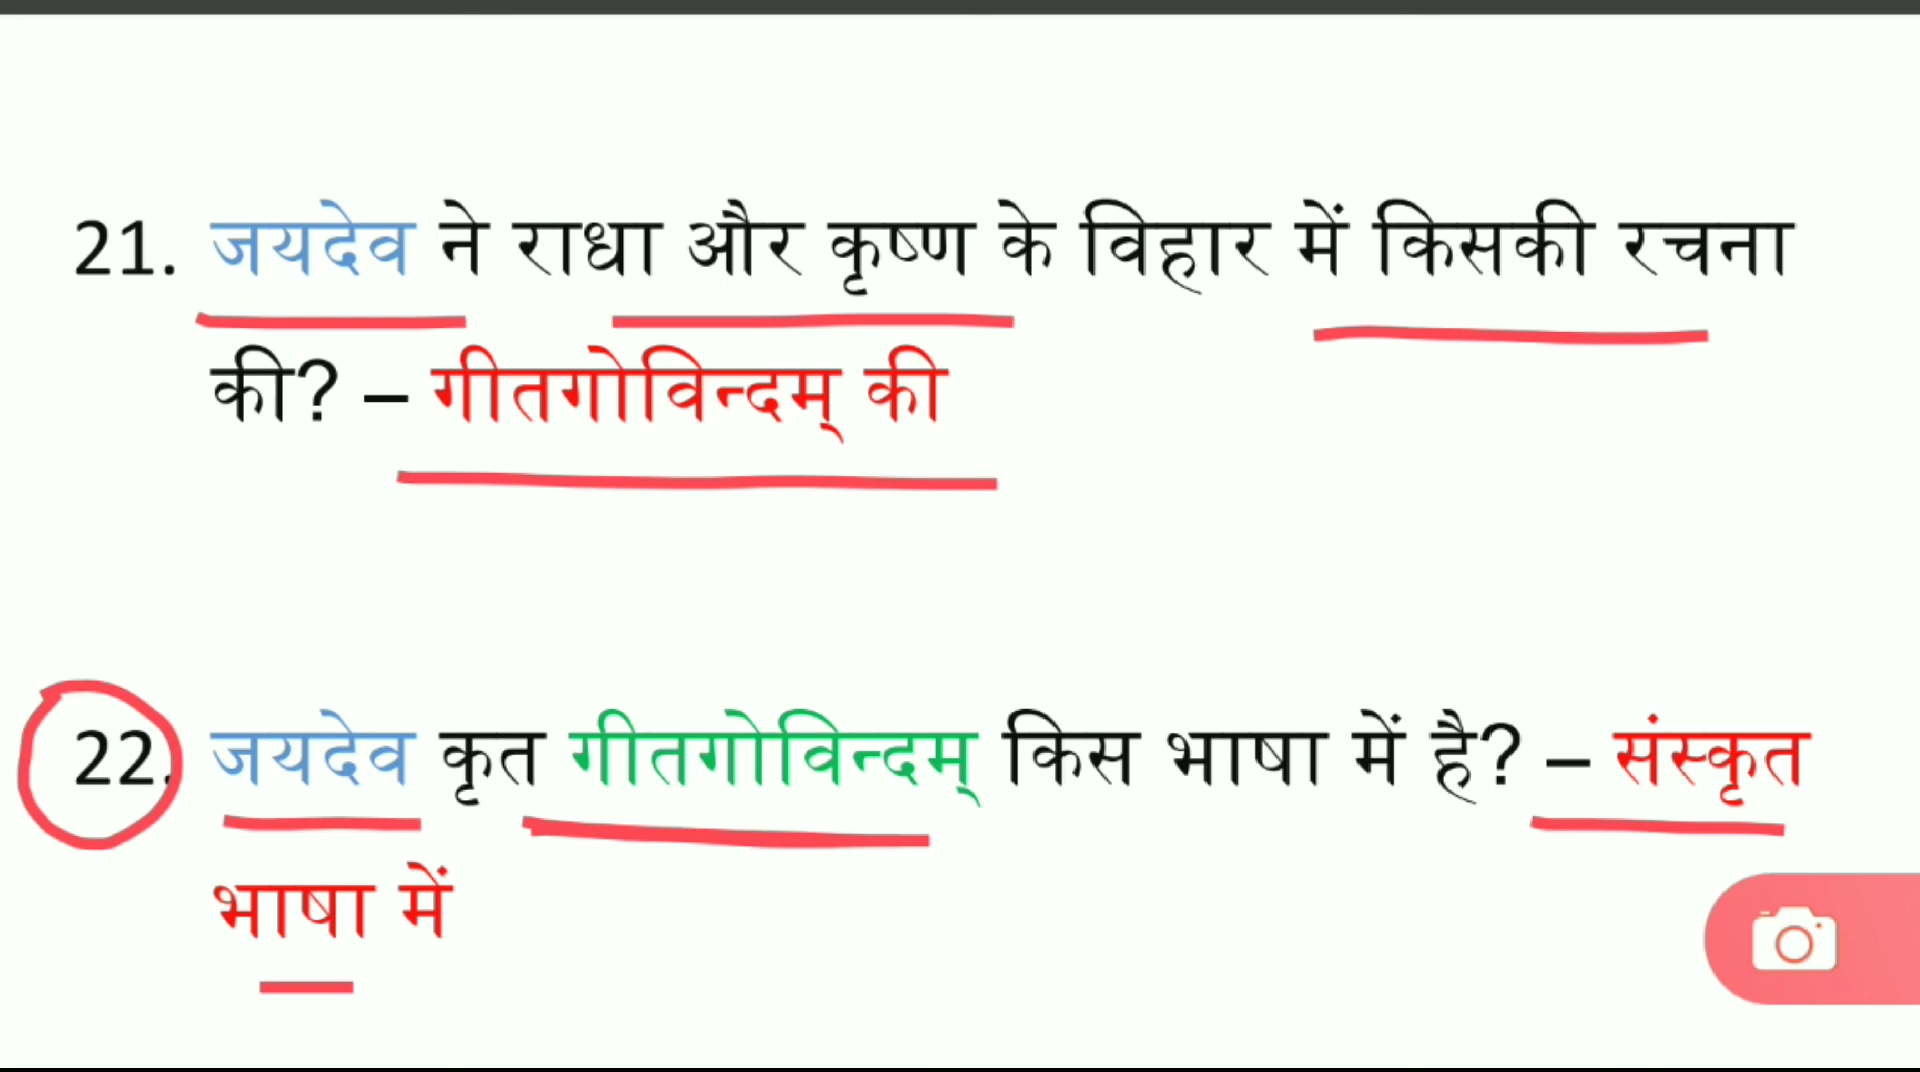 21. जयदेव ने राधा और कृष्ण के विहार में किसकी रचना
की? – गीतगोविन्दम् की
22. जयदेव कृत गीतगोविन्दम् किस भाषा में है? – संस्कृत
भाषा में